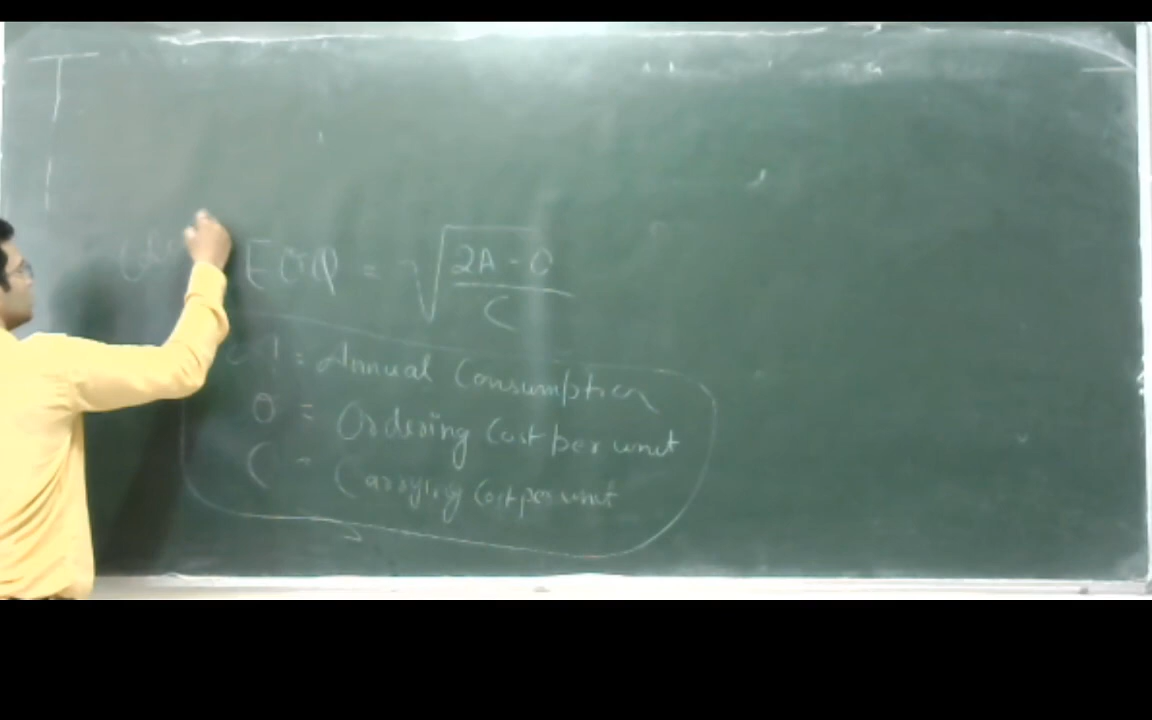 EOQ = √2A - O
C
A = Annual Consumption
O = Ordering Cost per unit
C = Carrying Cost per unit